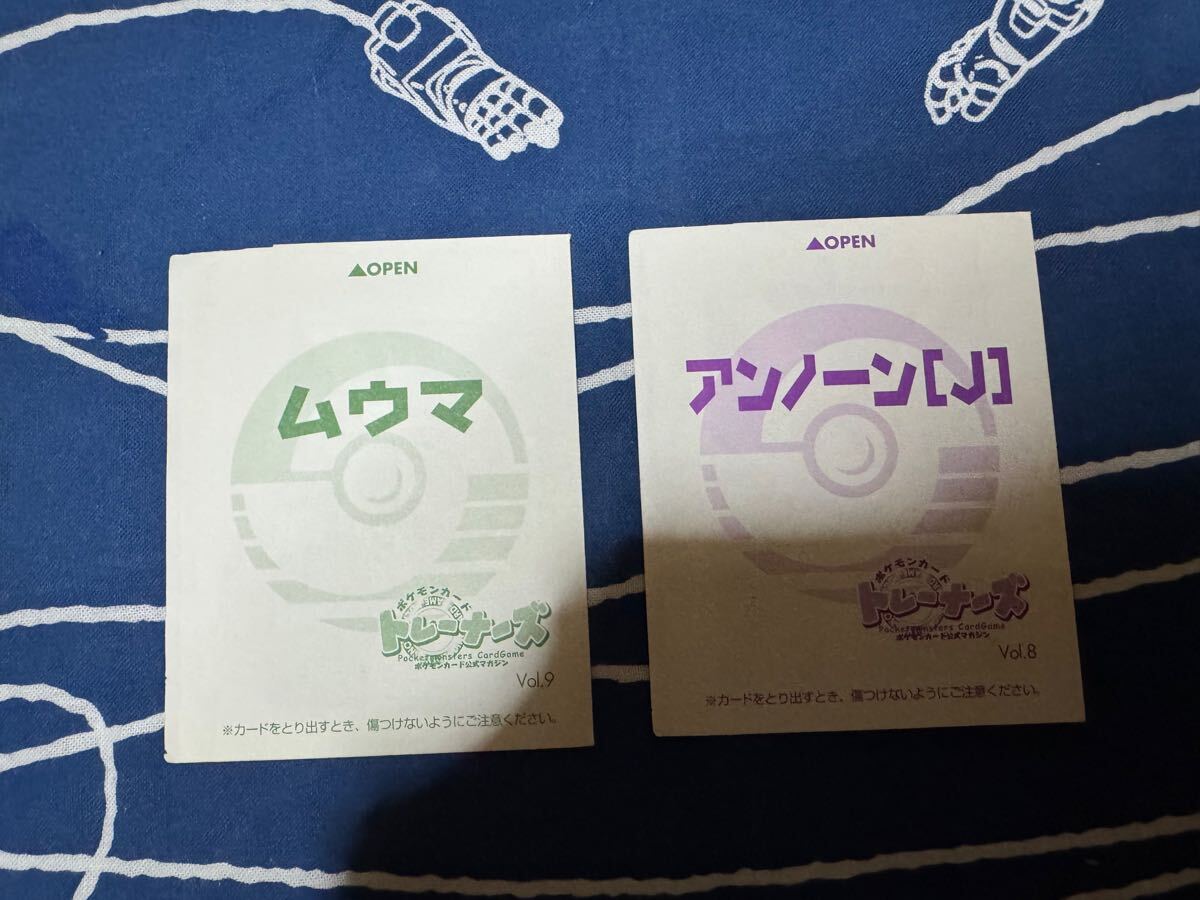 ▲OPEN
ムウマ
ポケモンカード
トレーナーズ
Pocketmonsters CardGame
ポケモンカード公式マガジン
Vol.9
※カードをとり出すとき、傷つけないようにご注意ください。
▲OPEN
アンノーン[J]
ポケモンカード
トレーナーズ
Pocketmonsters CardGame
ポケモンカード公式マガジン
Vol.8
※カードをとり出すとき、傷つけないようにご注意ください。